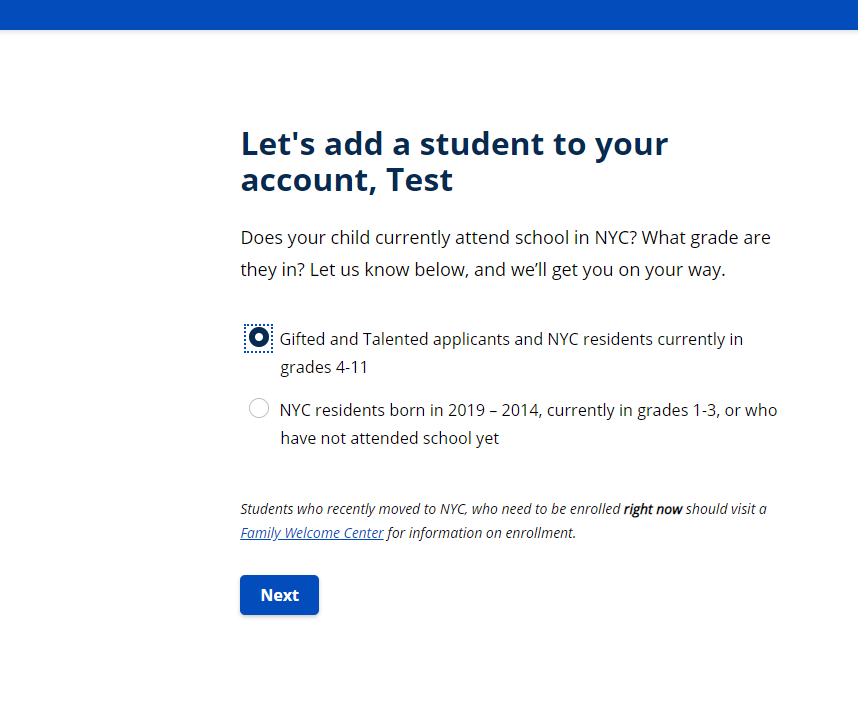 Let's add a student to your
account, Test
Does your child currently attend school in NYC? What grade are
they in? Let us know below, and we’ll get you on your way.
Gifted and Talented applicants and NYC residents currently in
grades 4-11
NYC residents born in 2019 – 2014, currently in grades 1-3, or who
have not attended school yet
Students who recently moved to NYC, who need to be enrolled right now should visit a
Family Welcome Center for information on enrollment.
Next